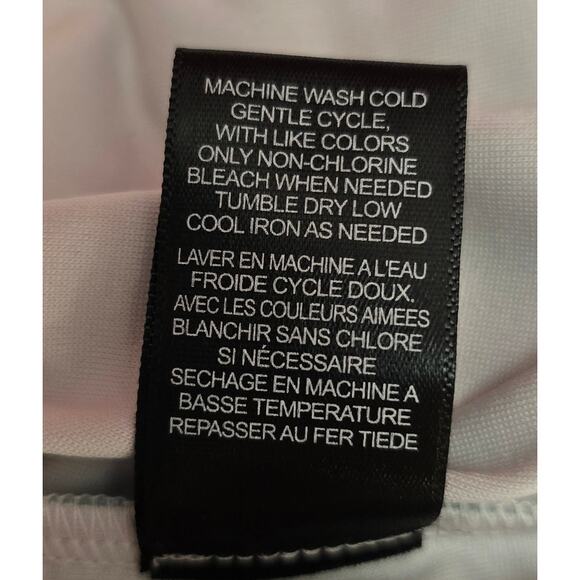 MACHINE WASH COLD
GENTLE CYCLE,
WITH LIKE COLORS
ONLY NON-CHLORINE
BLEACH WHEN NEEDED
TUMBLE DRY LOW
COOL IRON AS NEEDED
LAVER EN MACHINE A L'EAU
FROIDE CYCLE DOUX.
AVEC LES COULEURS AIMEES
BLANCHIR SANS CHLORE
SI NÉCESSAIRE
SECHAGE EN MACHINE A
BASSE TEMPERATURE
REPASSER AU FER TIEDE